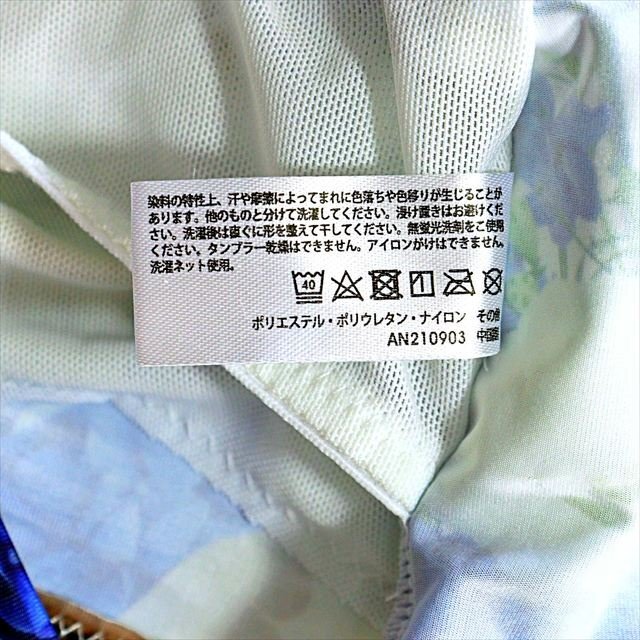 染料の特性上、汗や摩擦によってまれに色落ちや色移りが生じることが
あります。他のものと分けて洗濯してください。浸け置きはお避けくだ
さい。洗濯後は直ぐに形を整えて干してください。無蛍光洗剤をご使用
ください。タンブラー乾燥はできません。アイロンがけはできません。
洗濯ネット使用。
40
ポリエステル・ポリウレタン・ナイロン その他
AN210903 中国製